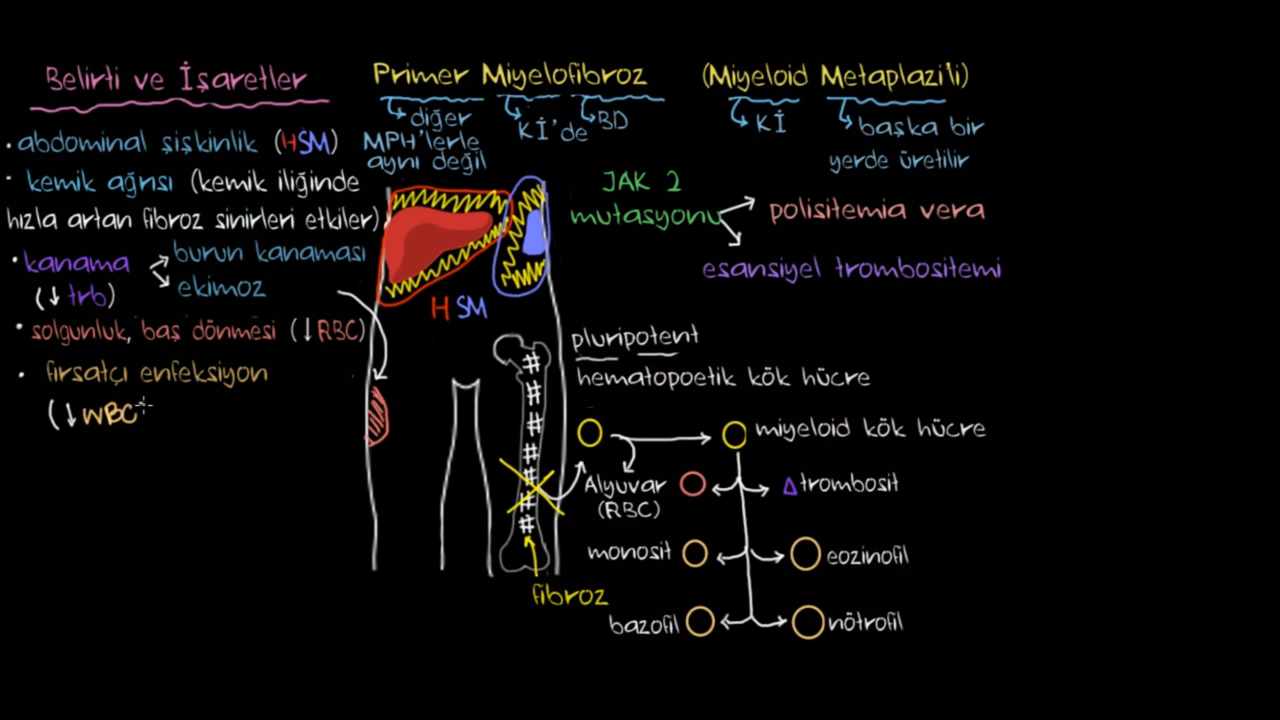 Belirti ve İşaretler
• abdominal şişkinlik (HSM)
• kemik ağrısı (kemik iliğinde
hızla artan fibroz sinirleri etkiler)
• kanama
(↓ trb)
burun kanaması
ekimoz
• solgunluk, baş dönmesi (↓RBC)
• fırsatçı enfeksiyon
(↓ WBC
Primer Miyelofibroz (Miyeloid Metaplazili)
diğer
MPH'lerle
aynı değil
Kİ'de
BD
Kİ
başka bir
yerde üretilir
JAK 2
mutasyonu
polisitemia vera
esansiyel trombositemi
H SM
pluripotent
hematopoetik kök hücre
miyeloid kök hücre
Alyuvar
(RBC)
Δ trombosit
monosit
eozinofil
bazofil
nötrofil
# # # # # # #
fibroz